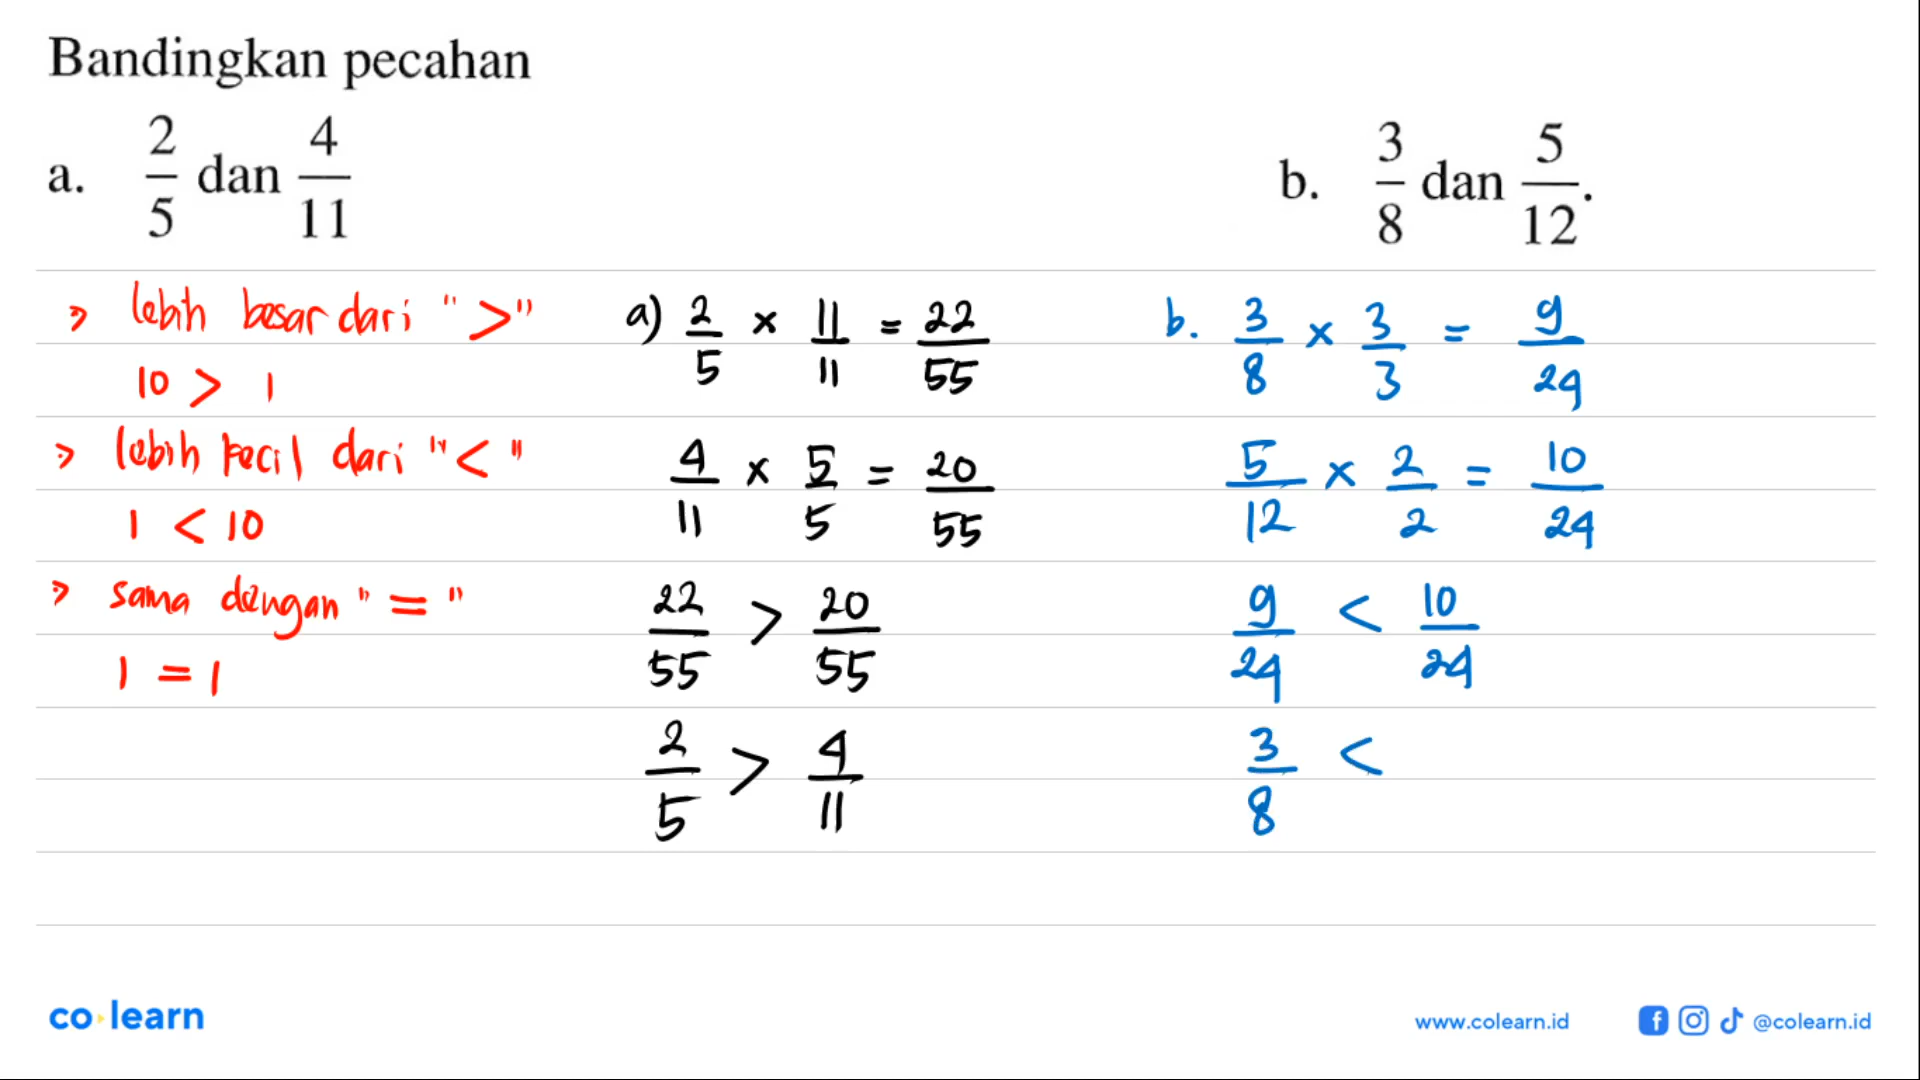 Bandingkan pecahan
a. 2/5 dan 4/11
b. 3/8 dan 5/12.
> lebih besar dari ">"
10 > 1
> lebih kecil dari "<"
1 < 10
> sama dengan "="
1 = 1
a) 2/5 × 11/11 = 22/55
4/11 × 5/5 = 20/55
22/55 > 20/55
2/5 > 4/11
b. 3/8 × 3/3 = 9/24
5/12 × 2/2 = 10/24
9/24 < 10/24
3/8 <
co learn
www.colearn.id
@colearn.id